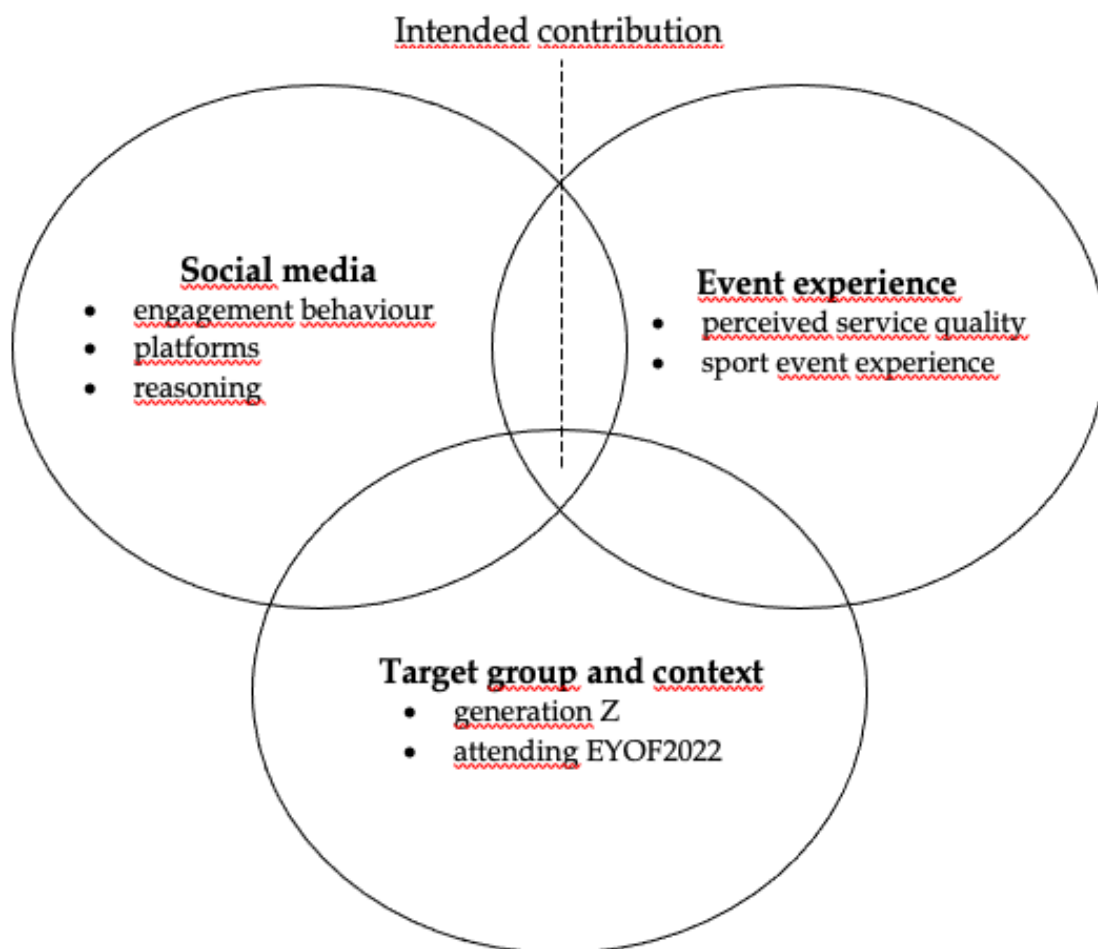 Intended contribution
Social media
• engagement behaviour
• platforms
• reasoning
Event experience
• perceived service quality
• sport event experience
Target group and context
• generation Z
• attending EYOF2022